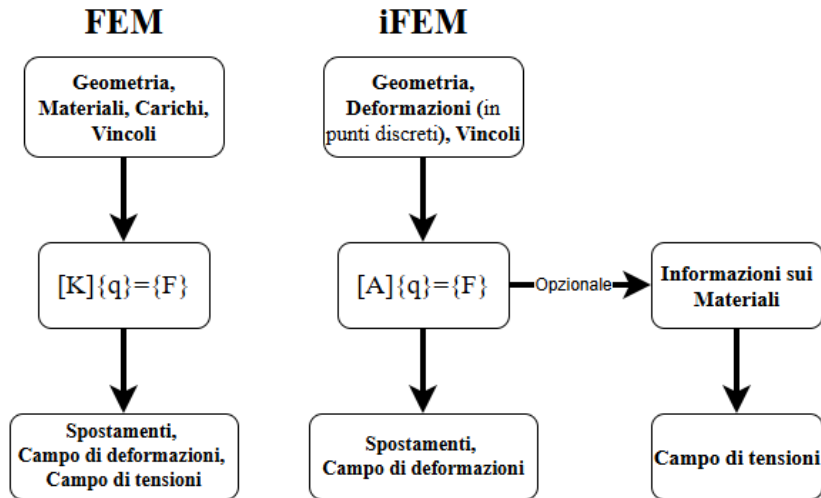 FEM
Geometria,
Materiali, Carichi,
Vincoli
[K]{q}={F}
Spostamenti,
Campo di deformazioni,
Campo di tensioni
iFEM
Geometria,
Deformazioni (in
punti discreti), Vincoli
[A]{q}={F}
Opzionale
Spostamenti,
Campo di deformazioni
Informazioni sui
Materiali
Campo di tensioni